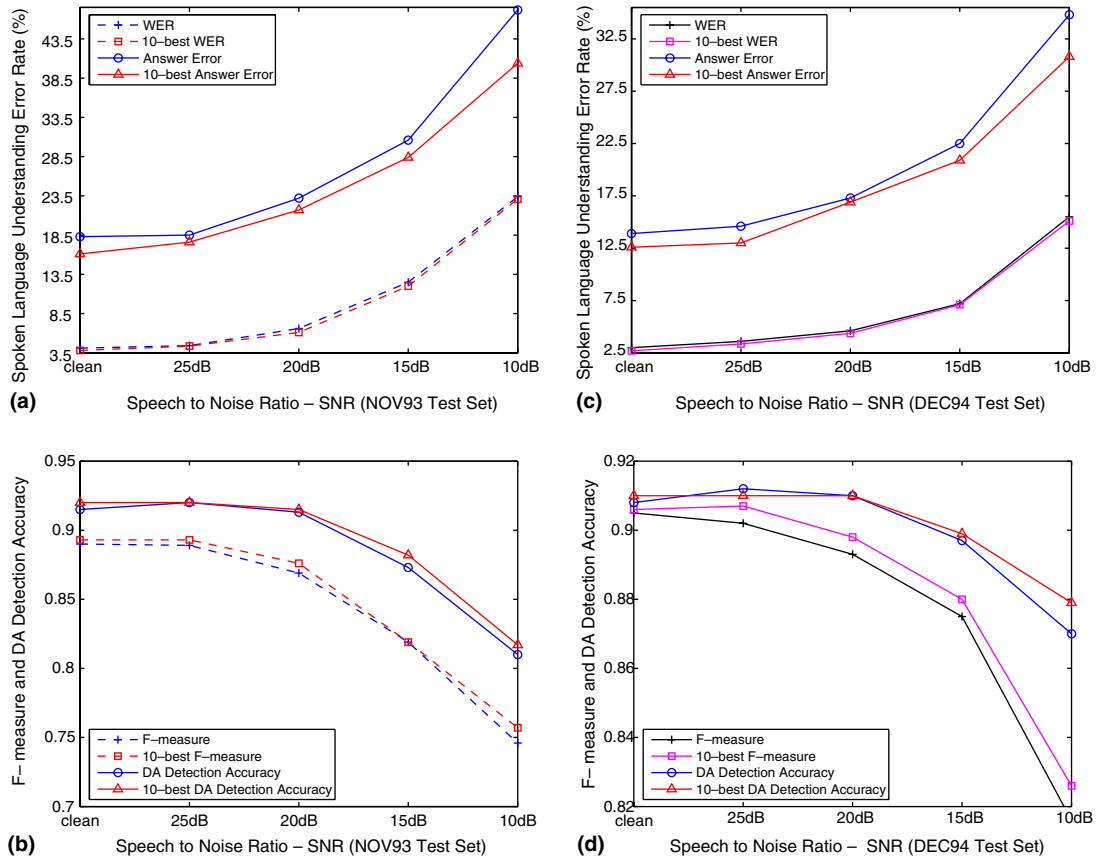 Spoken Language Understanding Error Rate (%)
43.5
38.5
33.5
28.5
23.5
18.5
13.5
8.5
3.5
WER
10–best WER
Answer Error
10–best Answer Error
clean
25dB
20dB
15dB
10dB
(a)
Speech to Noise Ratio – SNR (NOV93 Test Set)
Spoken Language Understanding Error Rate (%)
32.5
27.5
22.5
17.5
12.5
7.5
2.5
WER
10–best WER
Answer Error
10–best Answer Error
clean
25dB
20dB
15dB
10dB
(c)
Speech to Noise Ratio – SNR (DEC94 Test Set)
F– measure and DA Detection Accuracy
0.95
0.9
0.85
0.8
0.75
0.7
F–measure
10–best F–measure
DA Detection Accuracy
10–best DA Detection Accuracy
clean
25dB
20dB
15dB
10dB
(b)
Speech to Noise Ratio – SNR (NOV93 Test Set)
F– measure and DA Detection Accuracy
0.92
0.9
0.88
0.86
0.84
0.82
F–measure
10–best F–measure
DA Detection Accuracy
10–best DA Detection Accuracy
clean
25dB
20dB
15dB
10dB
(d)
Speech to Noise Ratio – SNR (DEC94 Test Set)